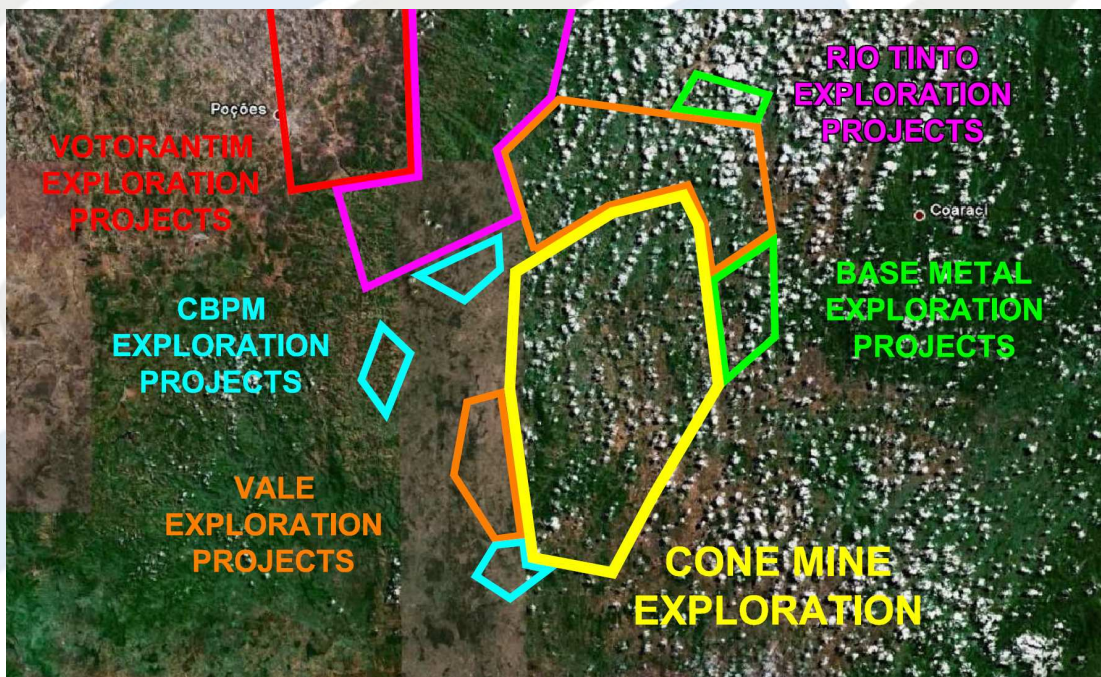 RIO TINTO
EXPLORATION
PROJECTS
Poções
VOTORANTIM
EXPLORATION
PROJECTS
Coaraci
BASE METAL
EXPLORATION
PROJECTS
CBPM
EXPLORATION
PROJECTS
VALE
EXPLORATION
PROJECTS
CONE MINE
EXPLORATION